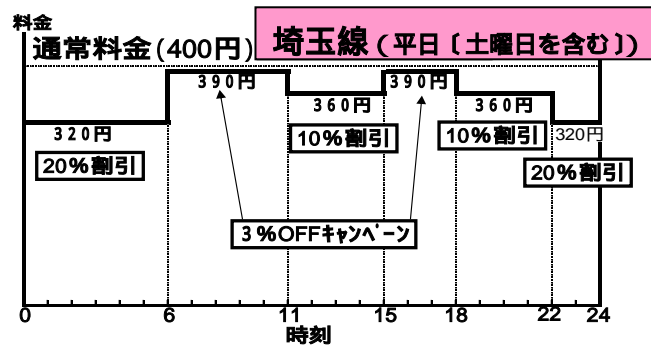 料金
通常料金(400円)
埼玉線(平日〔土曜日を含む〕)
390円
390円
360円
360円
320円
10%割引
10%割引
320円
20%割引
20%割引
3%OFFキャンペーン
0
6
11
15
18
22
24
時刻